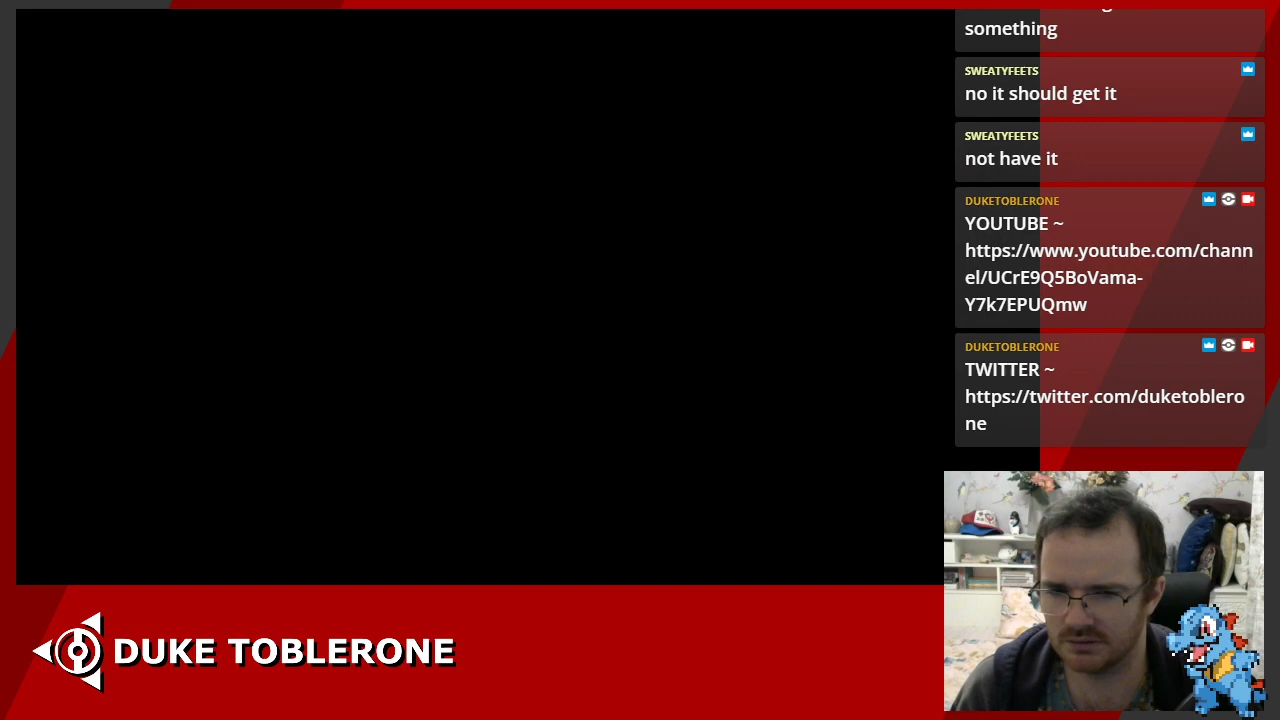 something
SWEATYFEETS
no it should get it
SWEATYFEETS
not have it
DUKETOBLERONE
YOUTUBE ~
https://www.youtube.com/chann
el/UCrE9Q5BoVama-
Y7k7EPUQmw
DUKETOBLERONE
TWITTER ~
https://twitter.com/duketoblero
ne
DUKE TOBLERONE